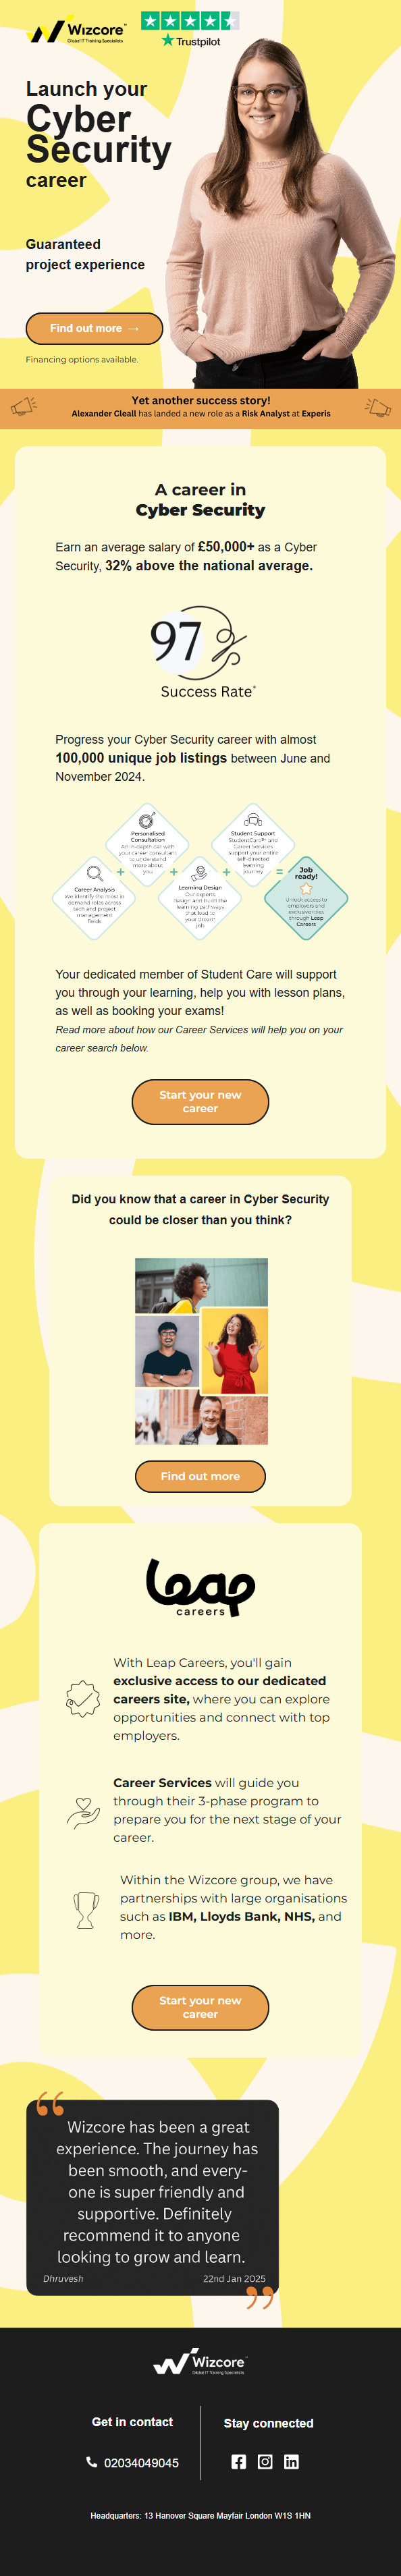 Wizcore™
Global IT Training Specialists
Trustpilot
Launch your
Cyber
Security
career
Guaranteed
project experience
Find out more →
Financing options available.
Yet another success story!
Alexander Cleall has landed a new role as a Risk Analyst at Experis
A career in
Cyber Security
Earn an average salary of £50,000+ as a Cyber
Security, 32% above the national average.
97%
Success Rate*
Progress your Cyber Security career with almost
100,000 unique job listings between June and
November 2024.
Personalised
Consultation
An in-depth call with
your career consultant
to understand
more about
you
Student Support
StudentCare®™ and
Career Services
support your entire
self-directed
learning
journey
+
+
+
=
Career Analysis
We identify the most in
demand roles across
tech and project
management
fields
Learning Design
Our experts
design and build the
learning pathways
that lead to
your dream
job
Job
ready!
Unlock access to
employers and
exclusive roles
through Leap
Careers
Your dedicated member of Student Care will support
you through your learning, help you with lesson plans,
as well as booking your exams!
Read more about how our Career Services will help you on your
career search below.
Start your new
career
Did you know that a career in Cyber Security
could be closer than you think?
Find out more
Leap
careers
With Leap Careers, you'll gain
exclusive access to our dedicated
careers site, where you can explore
opportunities and connect with top
employers.
Career Services will guide you
through their 3-phase program to
prepare you for the next stage of your
career.
Within the Wizcore group, we have
partnerships with large organisations
such as IBM, Lloyds Bank, NHS, and
more.
Start your new
career
“
Wizcore has been a great
experience. The journey has
been smooth, and every-
one is super friendly and
supportive. Definitely
recommend it to anyone
looking to grow and learn.
Dhruvesh
22nd Jan 2025
”
Wizcore™
Global IT Training Specialists
Get in contact
02034049045
Stay connected
Headquarters: 13 Hanover Square Mayfair London W1S 1HN